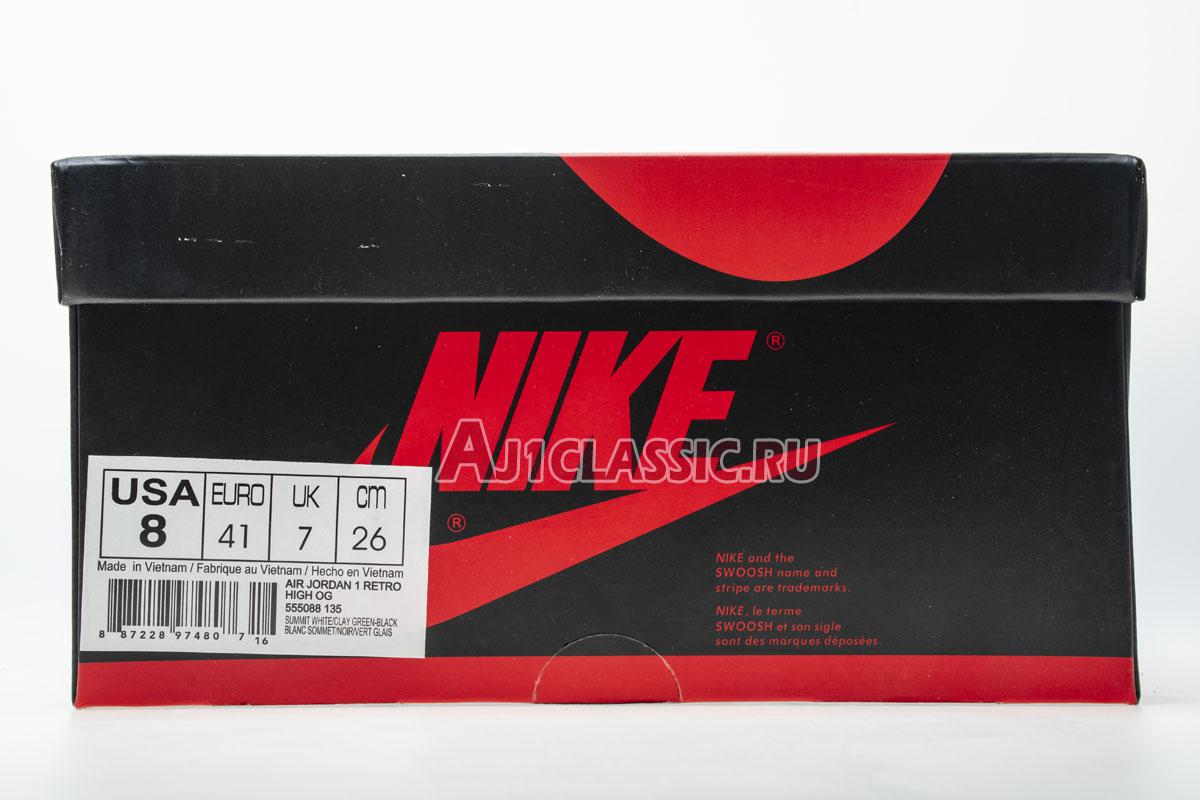 NIKE®
AJ1CLASSIC.RU
®
USA EURO UK cm
8 41 7 26
Made in Vietnam / Fabrique au Vietnam / Hecho en Vietnam
AIR JORDAN 1 RETRO
HIGH OG
555088 135
SUMMIT WHITE/CLAY GREEN-BLACK
BLANC SOMMET/NOIR/VERT GLAIS
8 87228 97480 7 16
NIKE and the
SWOOSH name and
stripe are trademarks.
NIKE, le terme
SWOOSH et son sigle
sont des marques déposées.